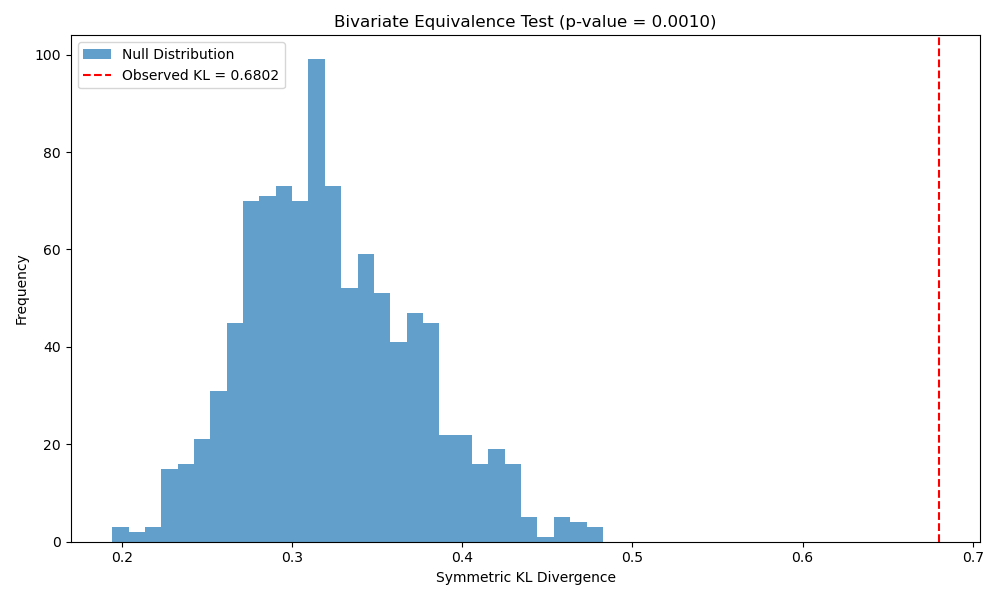 Bivariate Equivalence Test (p-value = 0.0010)
Null Distribution
Observed KL = 0.6802
100
80
60
40
20
0
Frequency
0.2 0.3 0.4 0.5 0.6 0.7
Symmetric KL Divergence